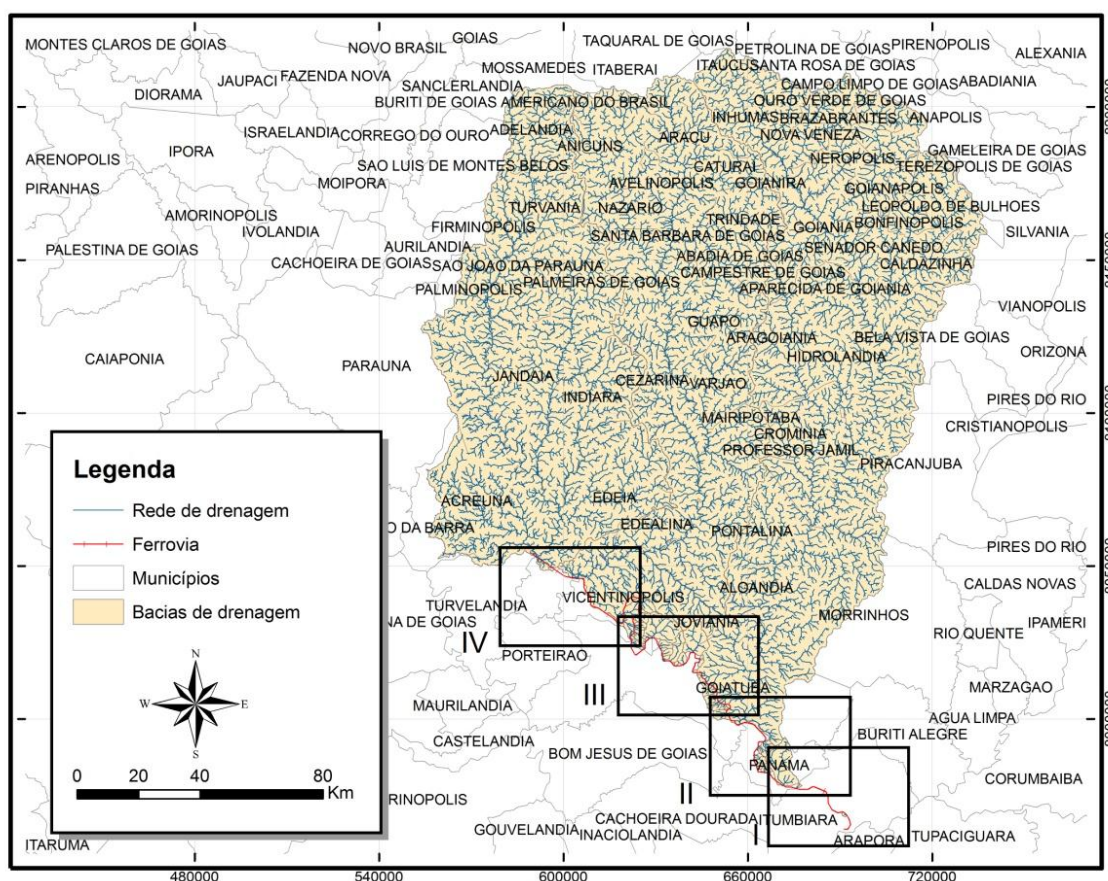 GOIAS
TAQUARAL DE GOIAS
MONTES CLAROS DE GOIAS
NOVO BRASIL
PETROLINA DE GOIAS
PIRENOPOLIS
ALEXANIA
MOSSAMEDES
ITABERAI
ITAUCU
SANTA ROSA DE GOIAS
JAUPACI
FAZENDA NOVA
SANCLERLANDIA
CAMPO LIMPO DE GOIAS
ABADIANIA
DIORAMA
BURITI DE GOIAS
AMERICANO DO BRASIL
OURO VERDE DE GOIAS
INHUMAS
BRAZABRANTES
ANAPOLIS
ISRAELANDIA
CORREGO DO OURO
ADELANDIA
ARACU
NOVA VENEZA
ANICUNS
GAMELEIRA DE GOIAS
ARENOPOLIS
IPORA
SAO LUIS DE MONTES BELOS
CATURAI
NEROPOLIS
TEREZOPOLIS DE GOIAS
PIRANHAS
MOIPORA
AVELINOPOLIS
GOIANIRA
GOIANAPOLIS
AMORINOPOLIS
TURVANIA
NAZARIO
LEOPOLDO DE BULHOES
IVOLANDIA
FIRMINOPOLIS
TRINDADE
GOIANIA
BONFINOPOLIS
SILVANIA
PALESTINA DE GOIAS
AURILANDIA
SANTA BARBARA DE GOIAS
SENADOR CANEDO
CACHOEIRA DE GOIAS
SAO JOAO DA PARAUNA
ABADIA DE GOIAS
CALDAZINHA
CAMPESTRE DE GOIAS
PALMINOPOLIS
PALMEIRAS DE GOIAS
APARECIDA DE GOIANIA
VIANOPOLIS
GUAPO
ARAGOIANIA
BELA VISTA DE GOIAS
CAIAPONIA
PARAUNA
HIDROLANDIA
ORIZONA
JANDAIA
CEZARINA
VARJAO
INDIARA
PIRES DO RIO
MAIRIPOTABA
CRISTIANOPOLIS
CROMINIA
PROFESSOR JAMIL
PIRACANJUBA
ACREUNA
EDEIA
O DA BARRA
EDEALINA
PONTALINA
PIRES DO RIO
ALOANDIA
CALDAS NOVAS
VICENTINOPOLIS
TURVELANDIA
MORRINHOS
NA DE GOIAS
JOVIANIA
IPAMERI
RIO QUENTE
IV
PORTEIRAO
III
GOIATUBA
MARZAGAO
MAURILANDIA
AGUA LIMPA
BURITI ALEGRE
CASTELANDIA
BOM JESUS DE GOIAS
PANAMA
CORUMBAIBA
II
RINOPOLIS
CACHOEIRA DOURADA
ITUMBIARA
GOUVELANDIA
INACIOLANDIA
I
ARAPORA
TUPACIGUARA
ITARUMA
Legenda
Rede de drenagem
Ferrovia
Municípios
Bacias de drenagem
N
W
E
S
0 20 40 80
Km
480000 540000 600000 660000 720000